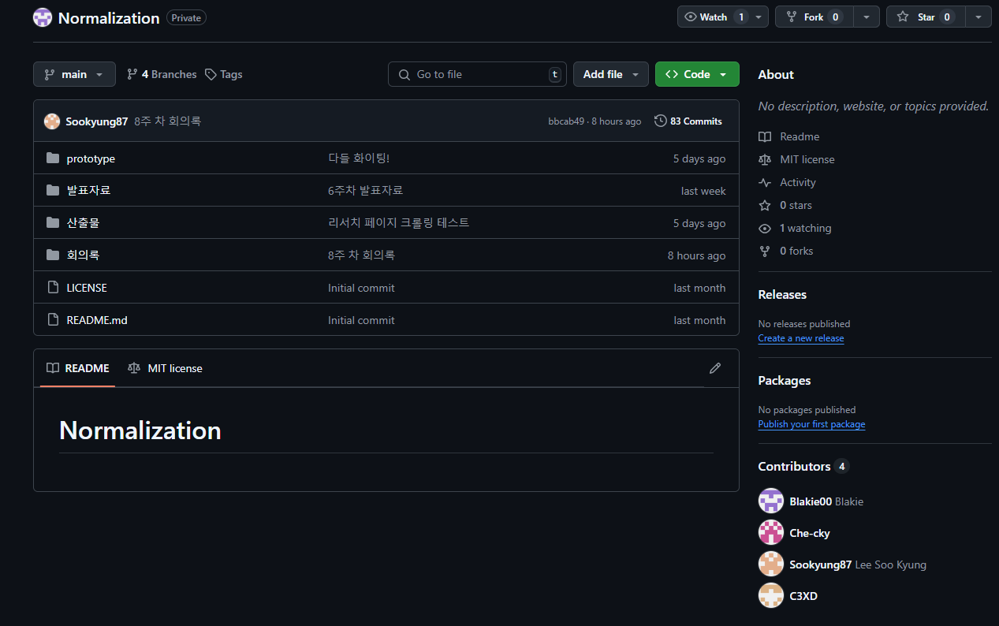 Normalization Private Watch 1 Fork 0 Star 0
main 4 Branches Tags Go to file t Add file Code
Sookyung87 8주 차 회의록 bbcab49 · 8 hours ago 83 Commits
prototype 다들 화이팅! 5 days ago
발표자료 6주차 발표자료 last week
산출물 리서치 페이지 크롤링 테스트 5 days ago
회의록 8주 차 회의록 8 hours ago
LICENSE Initial commit last month
README.md Initial commit last month
README MIT license
Normalization
About
No description, website, or topics provided.
Readme
MIT license
Activity
0 stars
1 watching
0 forks
Releases
No releases published
Create a new release
Packages
No packages published
Publish your first package
Contributors 4
Blakie00 Blakie
Che-cky
Sookyung87 Lee Soo Kyung
C3XD